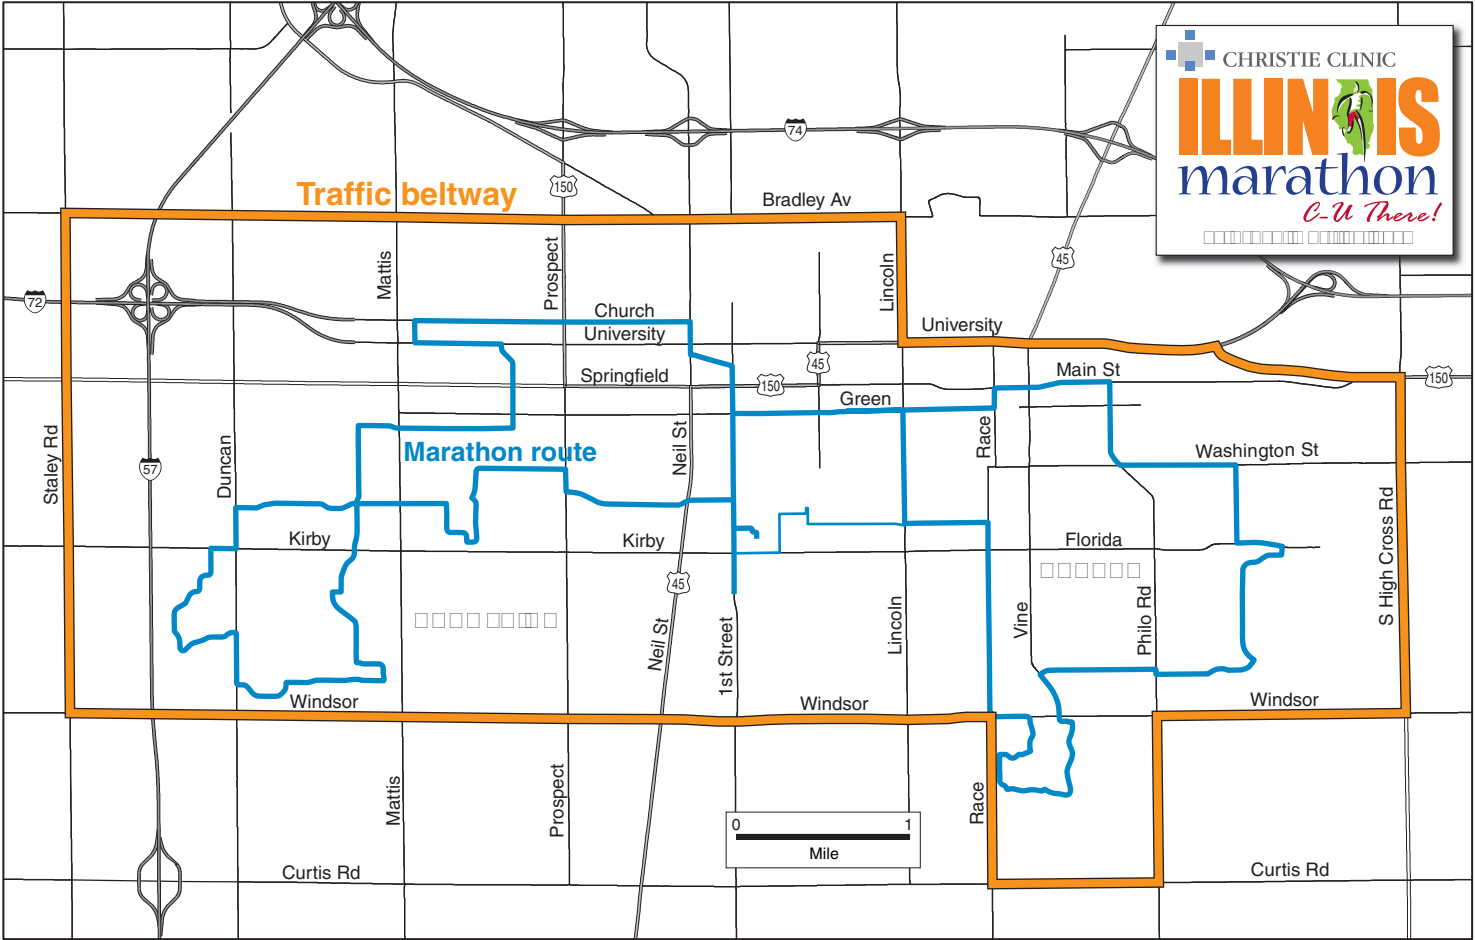 CHRISTIE CLINIC
ILLINOIS
marathon
C-U There!
74
150
Traffic beltway
Bradley Av
45
72
Mattis
Prospect
Lincoln
Church
University
University
45
Springfield
150
Main St
150
Green
Staley Rd
57
Duncan
Marathon route
Neil St
Race
Washington St
S High Cross Rd
Kirby
Kirby
Florida
45
Neil St
1st Street
Lincoln
Vine
Philo Rd
Windsor
Windsor
Windsor
Mattis
Prospect
Race
0 1
Mile
Curtis Rd
Curtis Rd